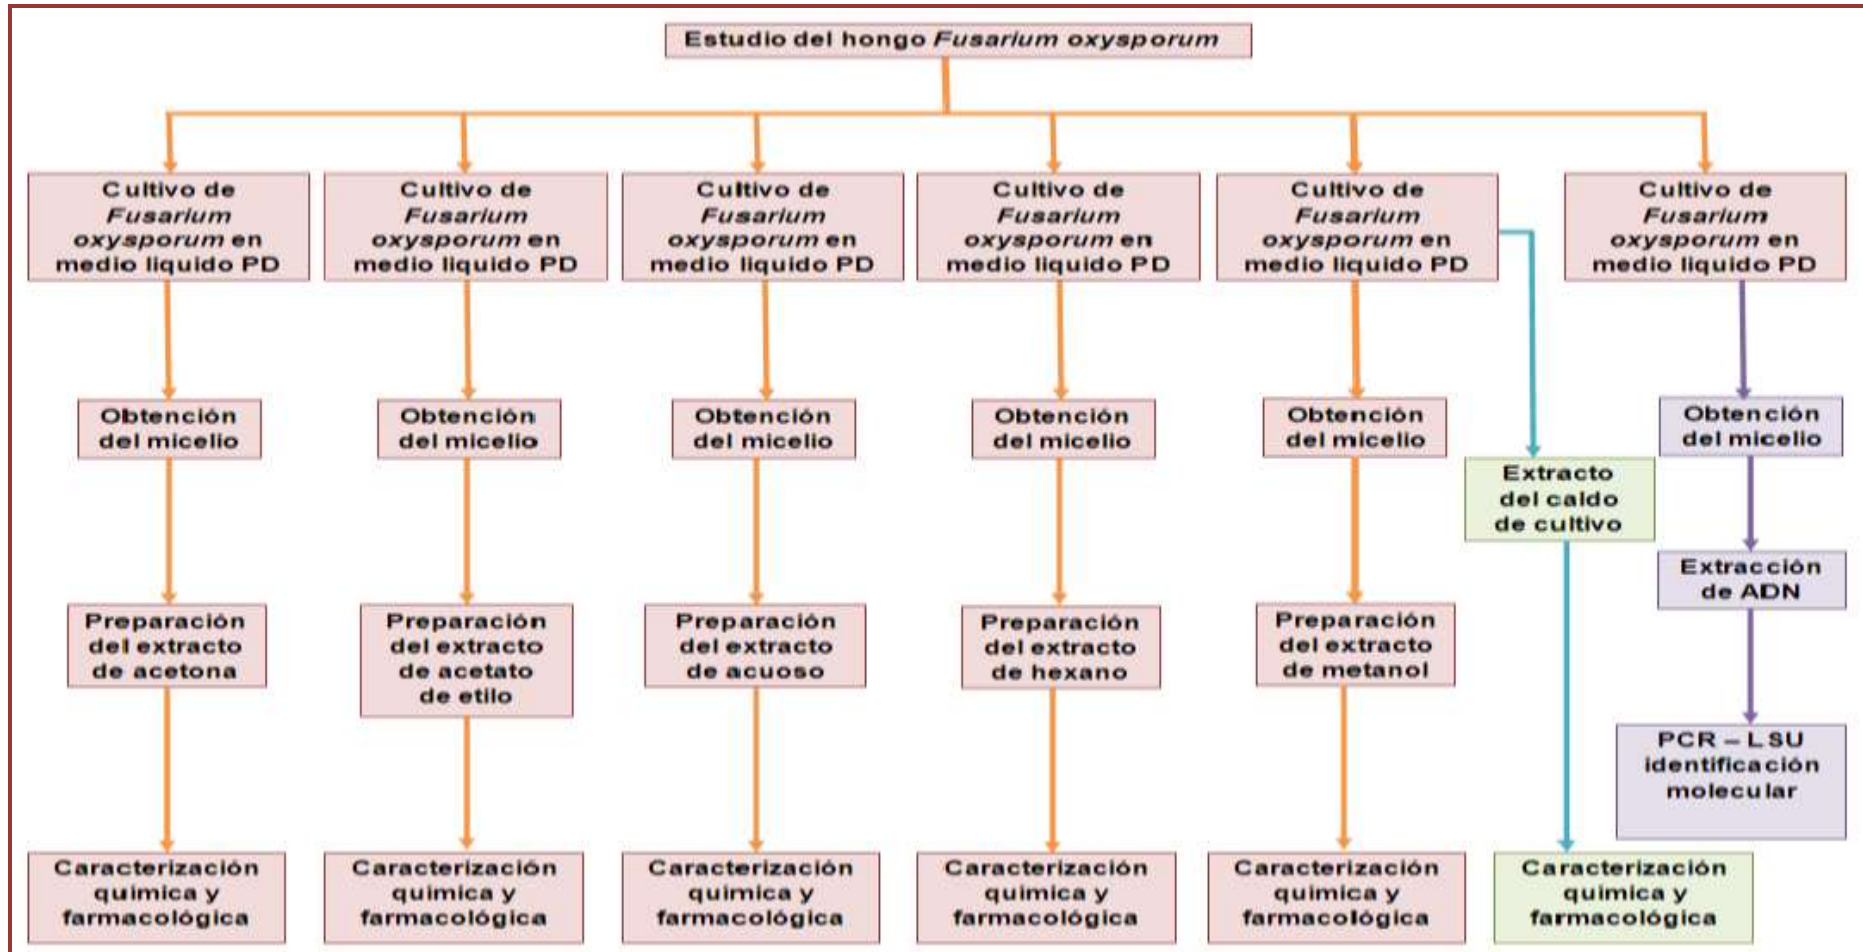 Estudio del hongo Fusarium oxysporum
Cultivo de
Fusarium
oxysporum en
medio liquido PD
Cultivo de
Fusarium
oxysporum en
medio liquido PD
Cultivo de
Fusarium
oxysporum en
medio liquido PD
Cultivo de
Fusarium
oxysporum en
medio liquido PD
Cultivo de
Fusarium
oxysporum en
medio liquido PD
Cultivo de
Fusarium
oxysporum en
medio liquido PD
Obtención
del micelio
Obtención
del micelio
Obtención
del micelio
Obtención
del micelio
Obtención
del micelio
Obtención
del micelio
Extracto
del caldo
de cultivo
Extracción
de ADN
Preparación
del extracto
de acetona
Preparación
del extracto
de acetato
de etilo
Preparación
del extracto
de acuoso
Preparación
del extracto
de hexano
Preparación
del extracto
de metanol
PCR – LSU
identificación
molecular
Caracterización
quimica y
farmacológica
Caracterización
quimica y
farmacológica
Caracterización
quimica y
farmacológica
Caracterización
quimica y
farmacológica
Caracterización
quimica y
farmacológica
Caracterización
quimica y
farmacológica